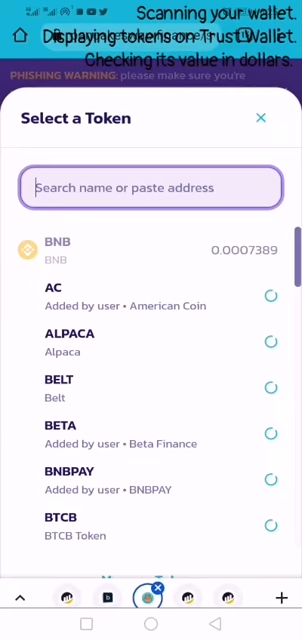 Scanning your wallet.
Displaying tokens on Trust Wallet.
Checking its value in dollars.
PHISHING WARNING: please make sure you're
Select a Token
Search name or paste address
BNB
BNB
0.0007389
AC
Added by user • American Coin
ALPACA
Alpaca
BELT
Belt
BETA
Added by user • Beta Finance
BNBPAY
Added by user • BNBPAY
BTCB
BTCB Token